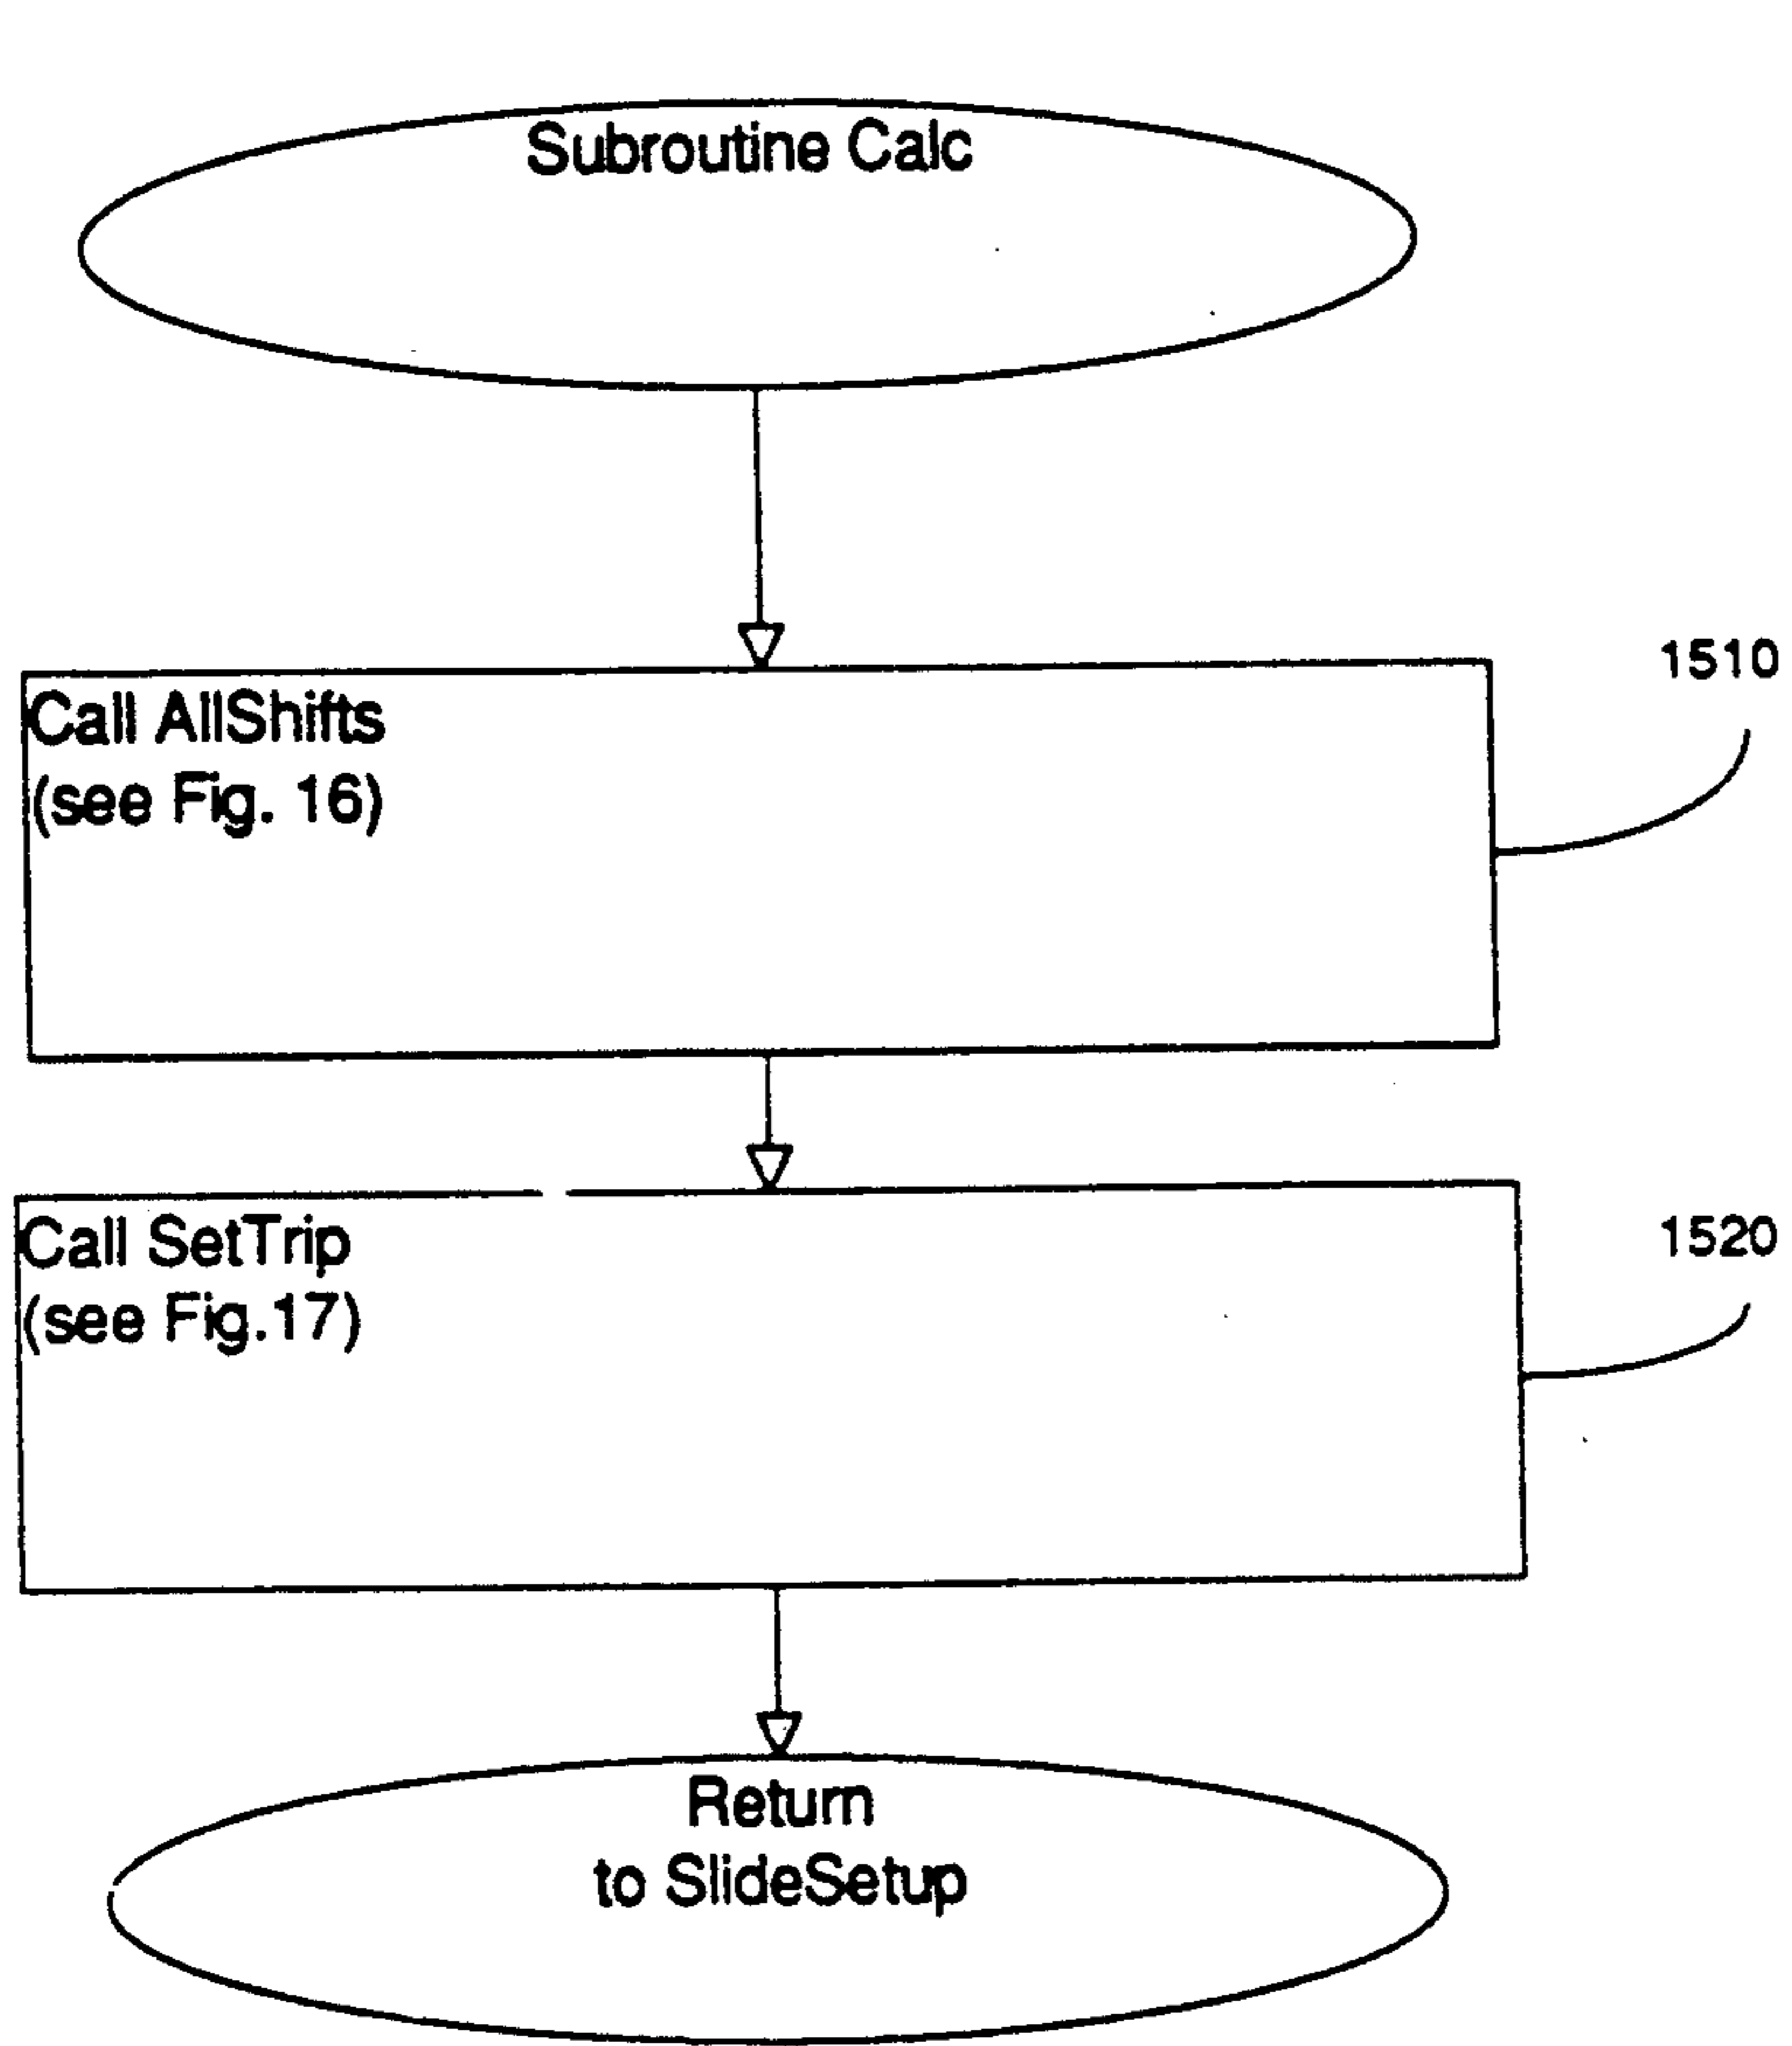 Subroutine Calc
1510
Call AllShifts
(see Fig. 16)
1520
Call SetTrip
(see Fig.17)
Return
to SlideSetup